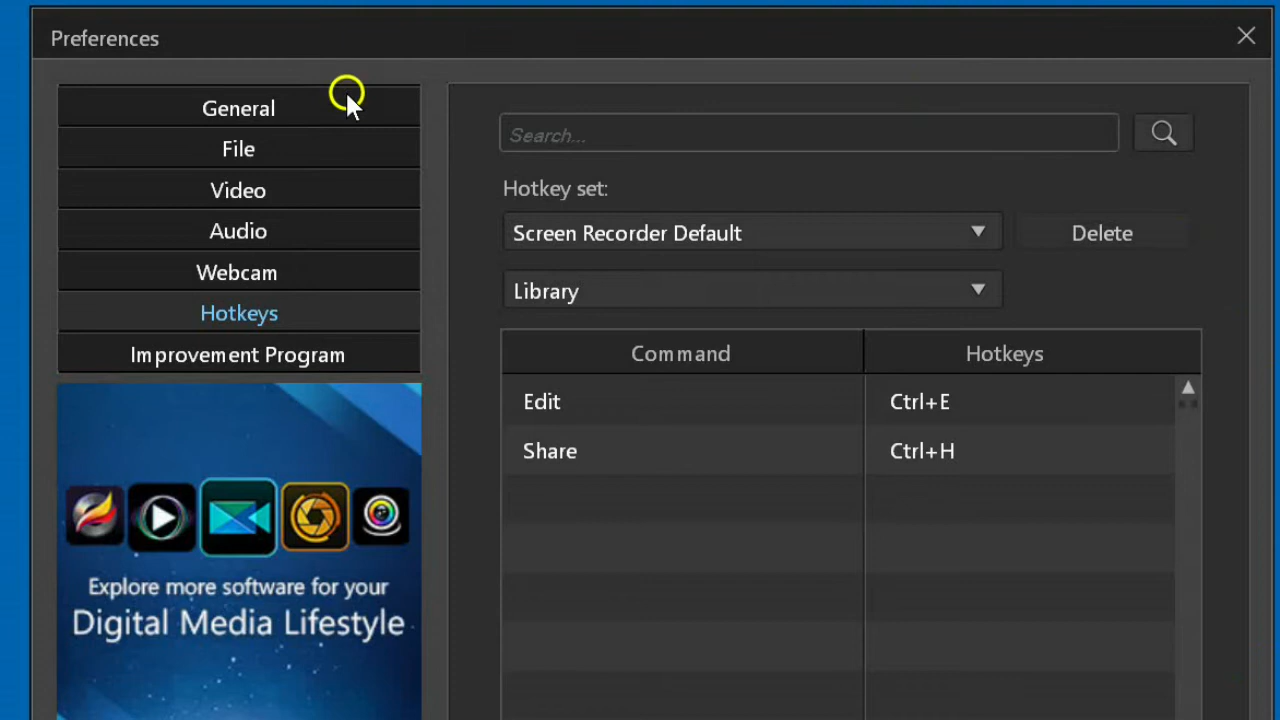 Preferences
General
File
Video
Audio
Webcam
Hotkeys
Improvement Program
Explore more software for your
Digital Media Lifestyle
Search...
Hotkey set:
Screen Recorder Default
Delete
Library
Command Hotkeys
Edit Ctrl+E
Share Ctrl+H